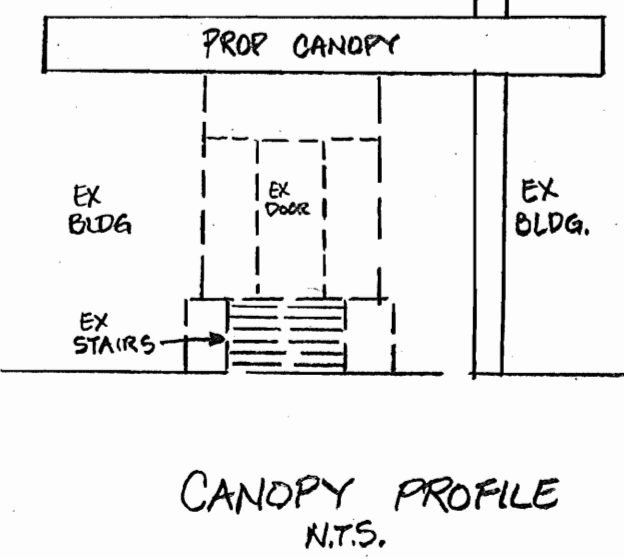 PROP CANOPY
EX
BLDG
EX
DOOR
EX
BLDG.
EX
STAIRS
CANOPY PROFILE
N.T.S.